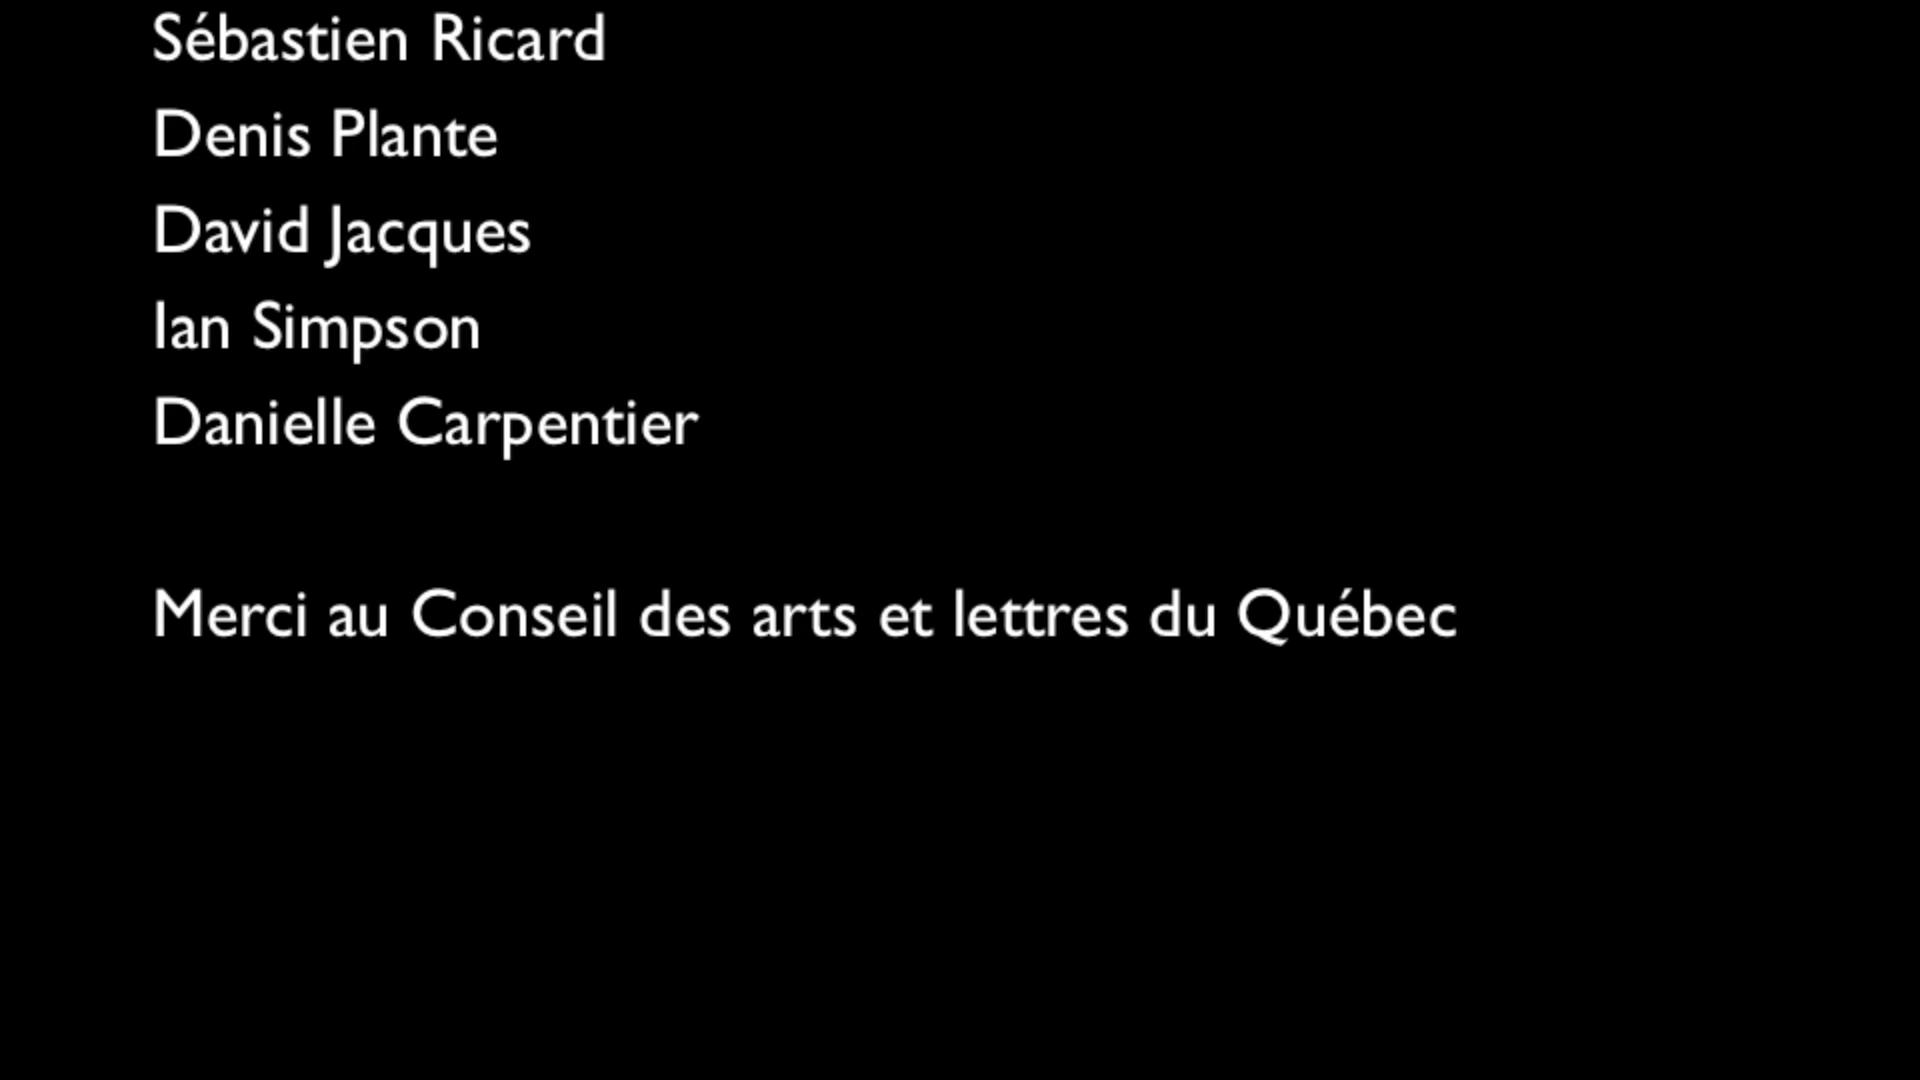 Sébastien Ricard
Denis Plante
David Jacques
Ian Simpson
Danielle Carpentier
Merci au Conseil des arts et lettres du Québec